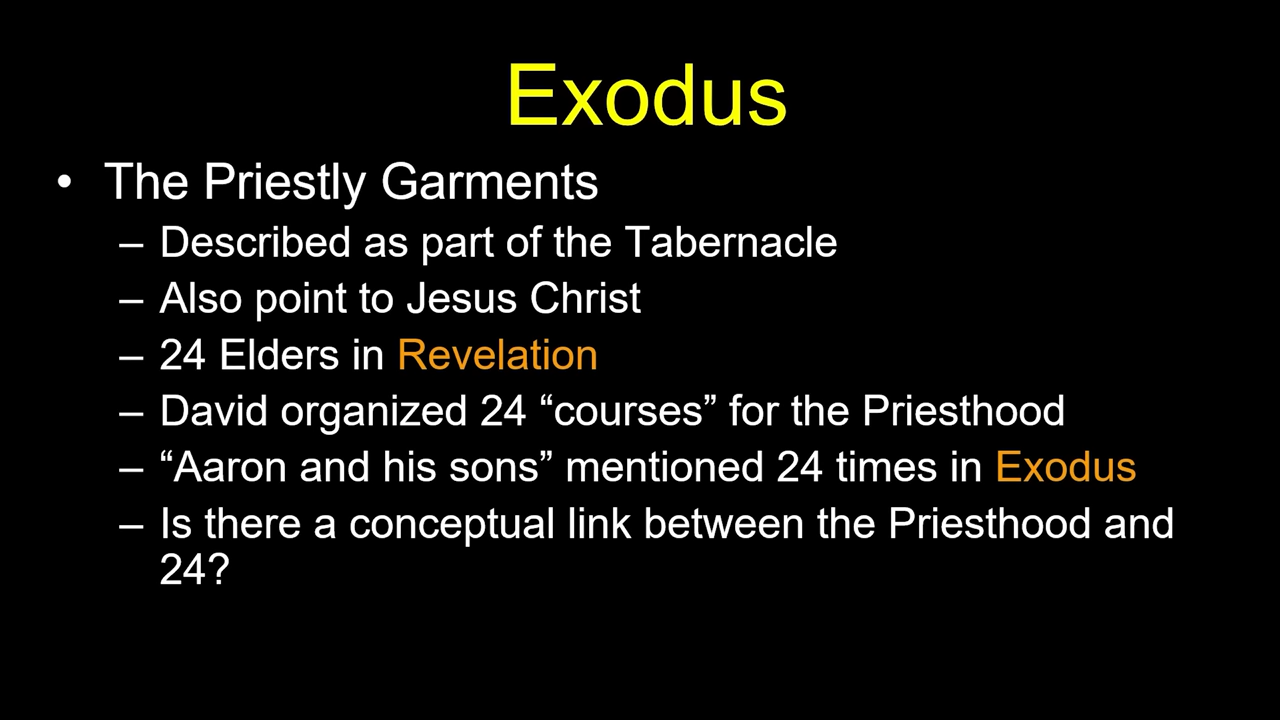 Exodus
• The Priestly Garments
– Described as part of the Tabernacle
– Also point to Jesus Christ
– 24 Elders in Revelation
– David organized 24 “courses” for the Priesthood
– “Aaron and his sons” mentioned 24 times in Exodus
– Is there a conceptual link between the Priesthood and
24?